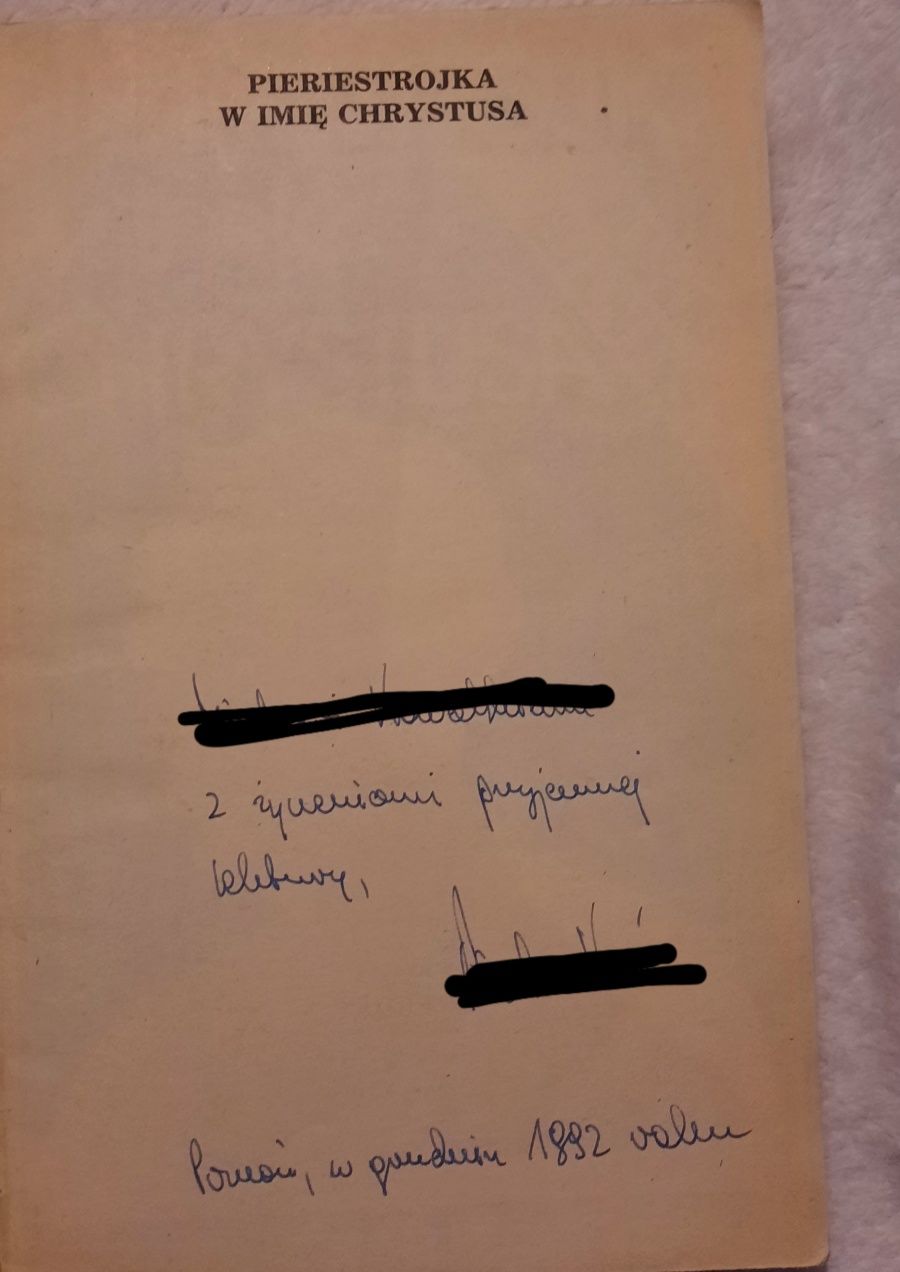 PIERIESTROJKA
W IMIĘ CHRYSTUSA
z życzeniami przyjemnej
lektury,
Poznań, w grudniu 1992 roku